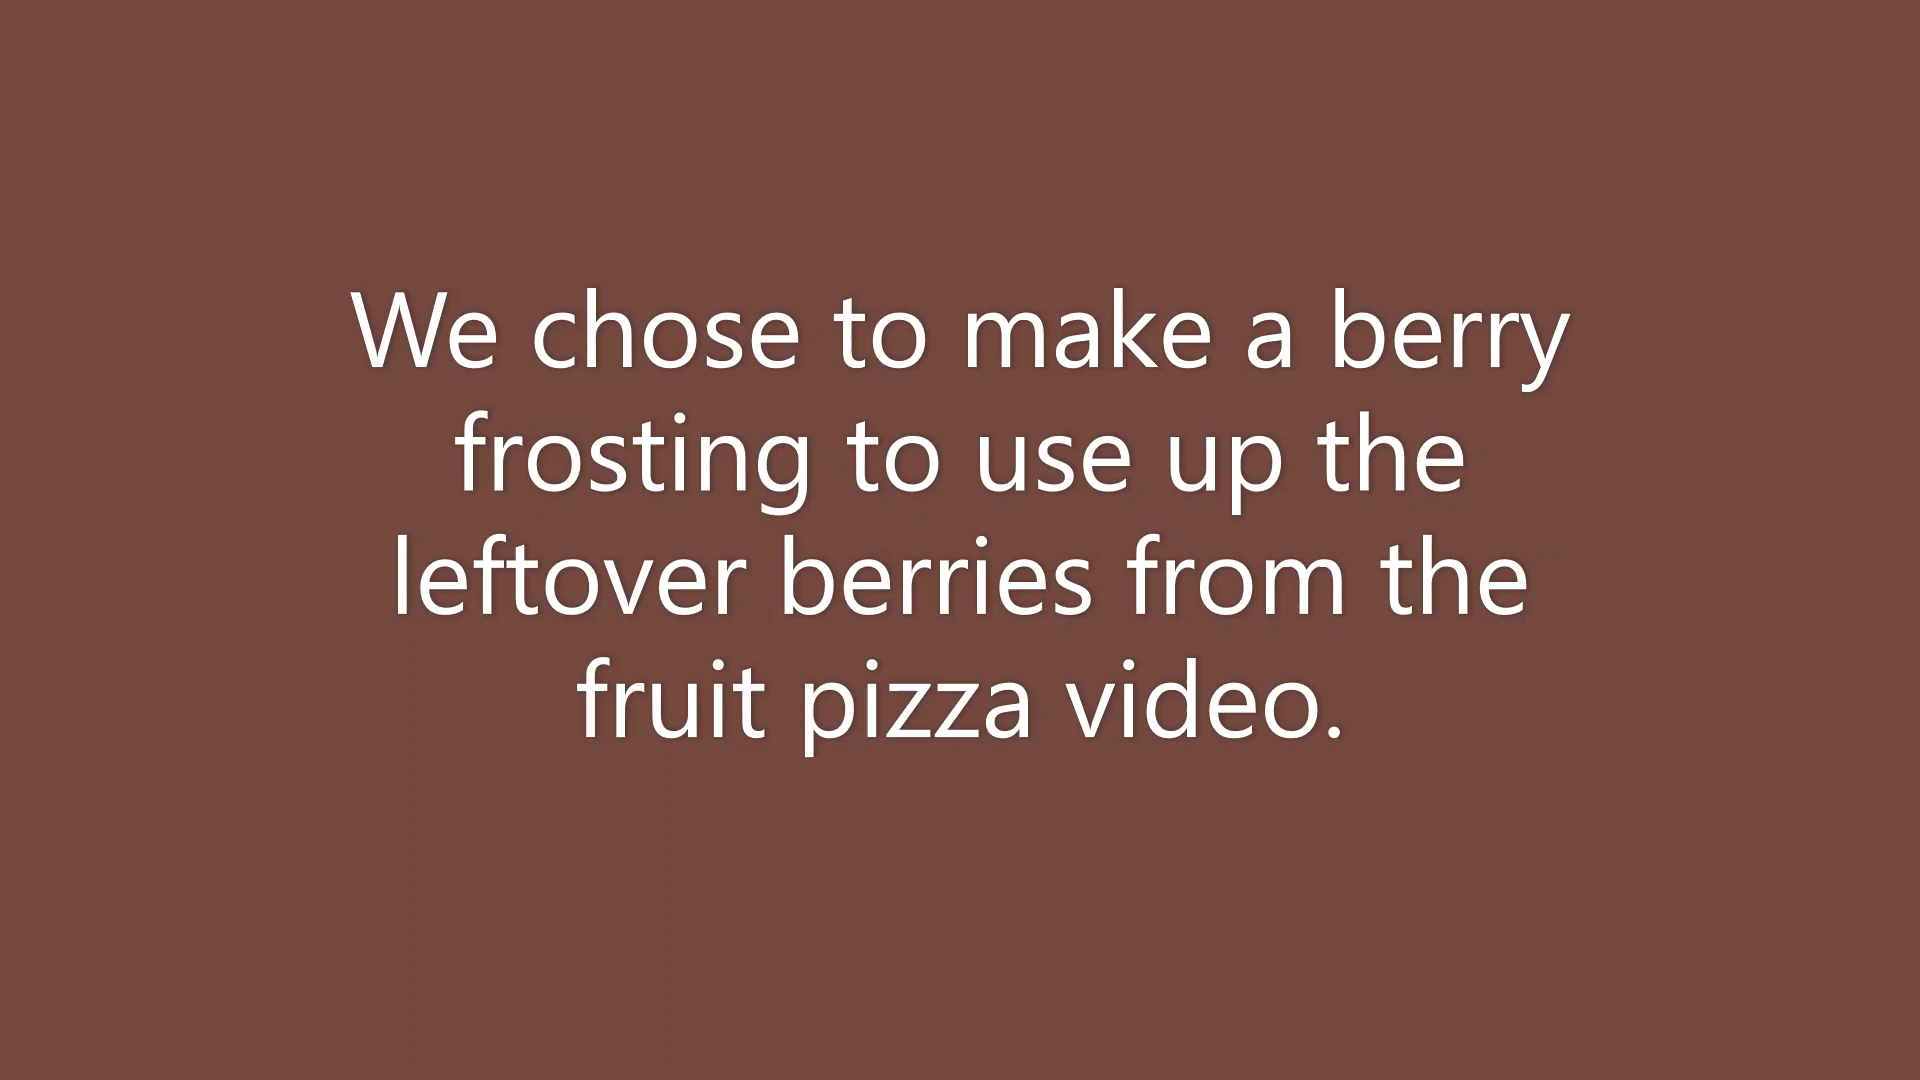 We chose to make a berry
frosting to use up the
leftover berries from the
fruit pizza video.